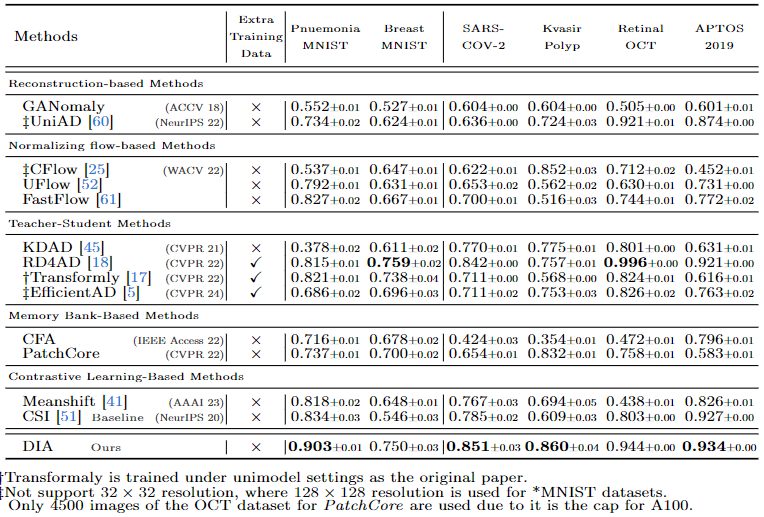 Methods Extra Training Data Pnuemonia MNIST Breast MNIST SARS-COV-2 Kvasir Polyp Retinal OCT APTOS 2019
Reconstruction-based Methods
GANomaly (ACCV 18) × 0.552±0.01 0.527±0.01 0.604±0.00 0.604±0.00 0.505±0.00 0.601±0.01
‡UniAD [60] (NeurIPS 22) × 0.734±0.02 0.624±0.01 0.636±0.00 0.724±0.03 0.921±0.01 0.874±0.00
Normalizing flow-based Methods
‡CFlow [25] (WACV 22) × 0.537±0.01 0.647±0.01 0.622±0.01 0.852±0.03 0.712±0.02 0.452±0.01
UFlow [52] × 0.792±0.01 0.631±0.01 0.653±0.02 0.562±0.02 0.630±0.01 0.731±0.00
FastFlow [61] × 0.827±0.02 0.667±0.01 0.700±0.01 0.516±0.03 0.744±0.01 0.772±0.02
Teacher-Student Methods
KDAD [45] (CVPR 21) × 0.378±0.02 0.611±0.02 0.770±0.01 0.775±0.01 0.801±0.00 0.631±0.01
RD4AD [18] (CVPR 22) ✓ 0.815±0.01 0.759±0.02 0.842±0.00 0.757±0.01 0.996±0.00 0.921±0.00
†Transformly [17] (CVPR 22) ✓ 0.821±0.01 0.738±0.04 0.711±0.00 0.568±0.00 0.824±0.01 0.616±0.01
‡EfficientAD [5] (CVPR 24) ✓ 0.686±0.02 0.696±0.03 0.711±0.02 0.753±0.03 0.826±0.02 0.763±0.02
Memory Bank-Based Methods
CFA (IEEE Access 22) × 0.716±0.01 0.678±0.02 0.424±0.03 0.354±0.01 0.472±0.01 0.796±0.01
PatchCore (CVPR 22) × 0.737±0.01 0.700±0.02 0.654±0.01 0.832±0.01 0.758±0.01 0.583±0.01
Contrastive Learning-Based Methods
Meanshift [41] (AAAI 23) × 0.818±0.02 0.648±0.01 0.767±0.03 0.694±0.05 0.438±0.01 0.826±0.01
CSI [51] Baseline (NeurIPS 20) × 0.834±0.03 0.546±0.03 0.785±0.02 0.609±0.03 0.803±0.00 0.927±0.00
DIA Ours × 0.903±0.01 0.750±0.03 0.851±0.03 0.860±0.04 0.944±0.00 0.934±0.00
†Transformaly is trained under unimodel settings as the original paper.
‡Not support 32 × 32 resolution, where 128 × 128 resolution is used for *MNIST datasets.
Only 4500 images of the OCT dataset for PatchCore are used due to it is the cap for A100.